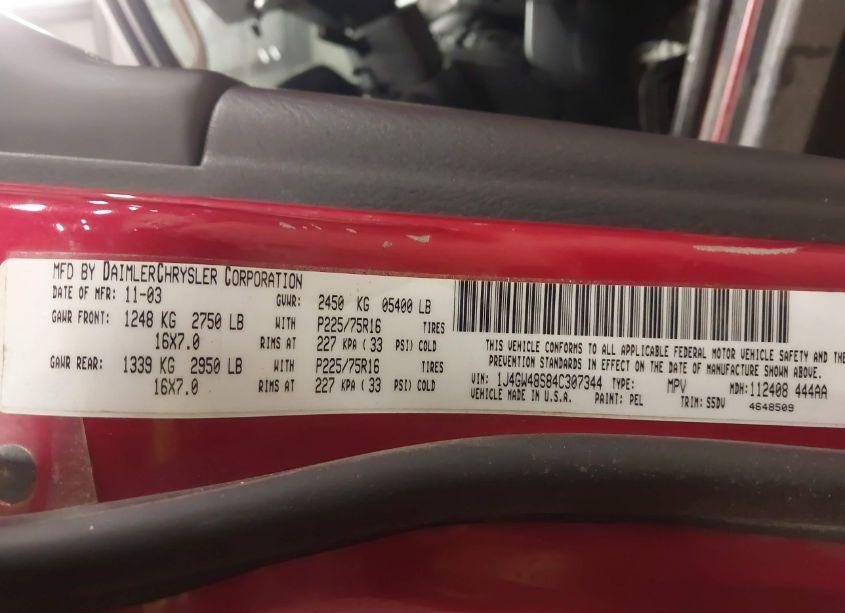 MFD BY DAIMLERCHRYSLER CORPORATION
DATE OF MFR: 11-03 GVWR: 2450 KG 05400 LB
GAWR FRONT: 1248 KG 2750 LB WITH P225/75R16 TIRES
16X7.0 RIMS AT 227 KPA ( 33 PSI) COLD
GAWR REAR: 1339 KG 2950 LB WITH P225/75R16 TIRES
16X7.0 RIMS AT 227 KPA ( 33 PSI) COLD
THIS VEHICLE CONFORMS TO ALL APPLICABLE FEDERAL MOTOR VEHICLE SAFETY AND THE
PREVENTION STANDARDS IN EFFECT ON THE DATE OF MANUFACTURE SHOWN ABOVE.
VIN: 1J4GW48S84C307344 TYPE: MPV MDH: 112408 444AA
VEHICLE MADE IN U.S.A. PAINT: PEL TRIM: S5DV 4648509